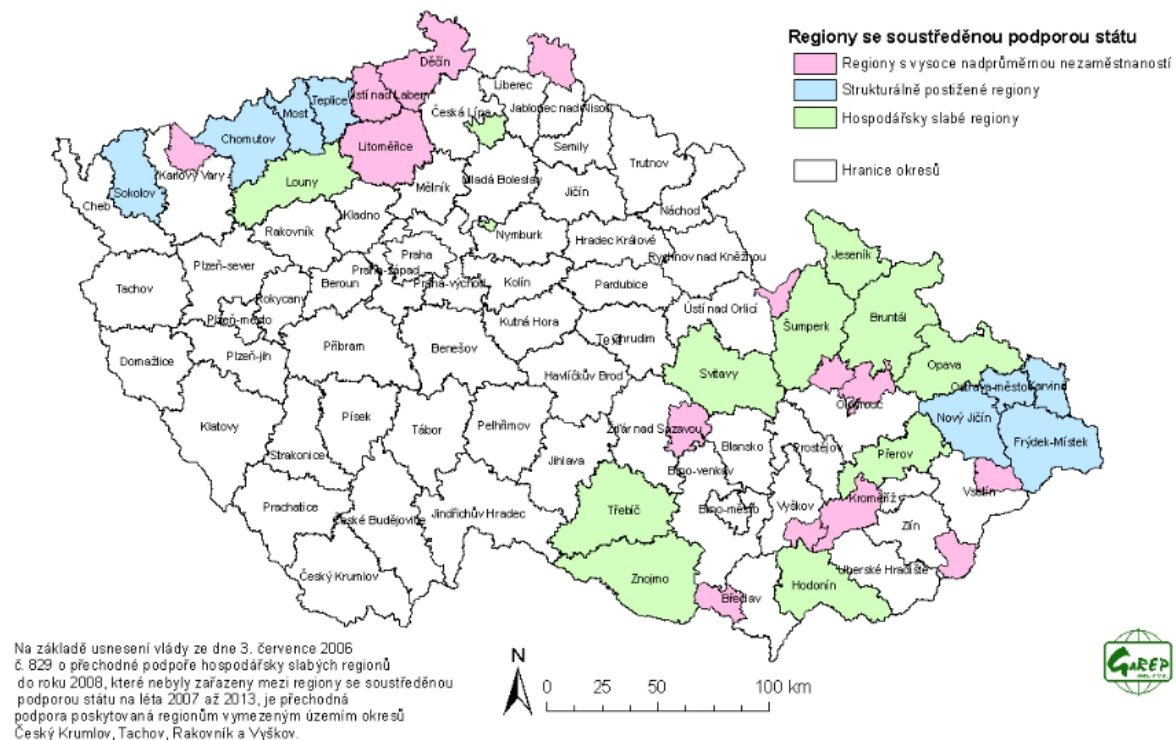 Regiony se soustředěnou podporou státu
Regiony s vysoce nadprůměrnou nezaměstnaností
Strukturálně postižené regiony
Hospodářsky slabé regiony
Hranice okresů
Děčín
Liberec
Ústí nad Labem
Teplice
Most
Česká Lípa
Jablonec nad Nisou
Chomutov
Litoměřice
Semily
Trutnov
Karlovy Vary
Sokolov
Louny
Mělník
Mladá Boleslav
Jičín
Cheb
Náchod
Kladno
Rakovník
Nymburk
Hradec Králové
Praha
Rychnov nad Kněžnou
Jeseník
Plzeň-sever
Praha-západ
Praha-východ
Beroun
Kolín
Pardubice
Tachov
Rokycany
Ústí nad Orlicí
Šumperk
Bruntál
Plzeň-město
Kutná Hora
Text
Chrudim
Příbram
Benešov
Domažlice
Plzeň-jih
Opava
Svitavy
Havlíčkův Brod
Ostrava-město
Karviná
Olomouc
Nový Jičín
Klatovy
Písek
Tábor
Pelhřimov
Žďár nad Sázavou
Blansko
Prostějov
Frýdek-Místek
Strakonice
Jihlava
Přerov
Brno-venkov
Vsetín
Kroměříž
Prachatice
České Budějovice
Jindřichův Hradec
Třebíč
Brno-město
Vyškov
Zlín
Český Krumlov
Znojmo
Uherské Hradiště
Hodonín
Břeclav
Na základě usnesení vlády ze dne 3. července 2006
č. 829 o přechodné podpoře hospodářsky slabých regionů
do roku 2008, které nebyly zařazeny mezi regiony se soustředěnou
podporou státu na léta 2007 až 2013, je přechodná
podpora poskytovaná regionům vymezeným územím okresů
Český Krumlov, Tachov, Rakovník a Vyškov.
N
0 25 50 100 km
GaREP